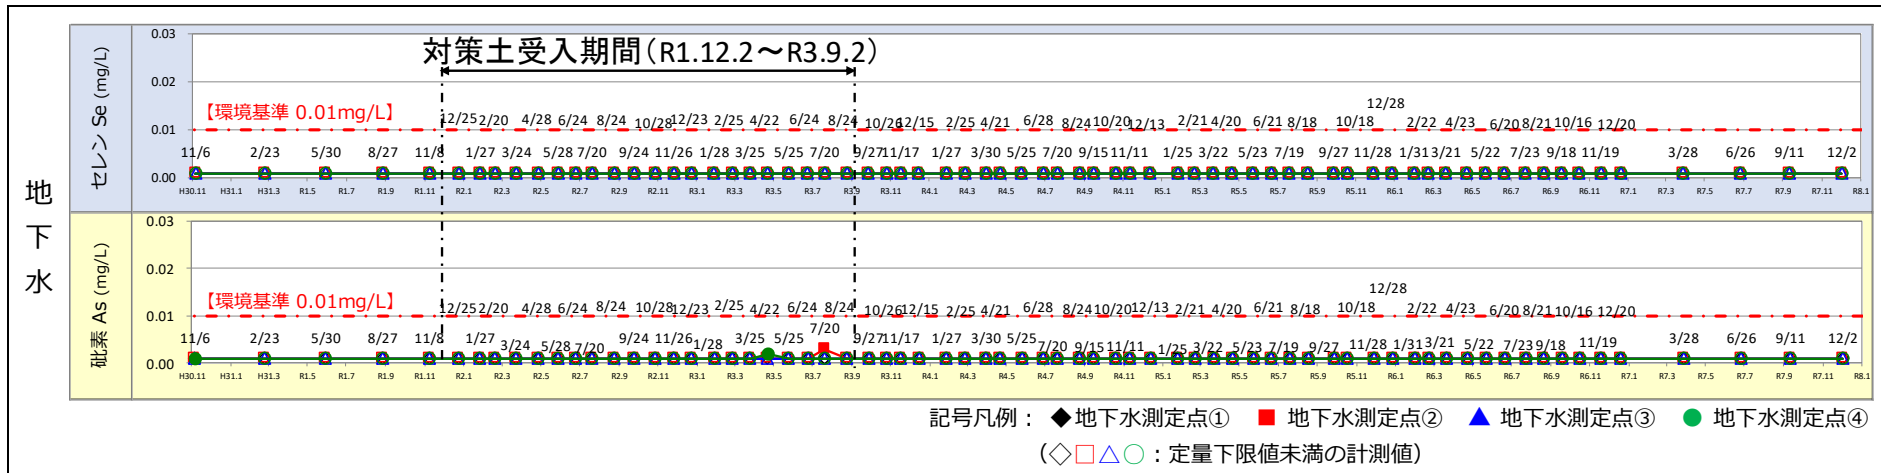 地下水
セレン Se (mg/L)
0.03
0.02
0.01
0.00
対策土受入期間(R1.12.2～R3.9.2)
【環境基準 0.01mg/L】
12/25 2/20 4/28 6/24 8/24 10/28 12/23 2/25 4/22 6/24 8/24 10/26 12/15 2/25 4/21 6/28 8/24 10/20 12/13 2/21 4/20 6/21 8/18 10/18 12/28 2/22 4/23 6/20 8/21 10/16 12/20
11/6 2/23 5/30 8/27 11/8 1/27 3/24 5/28 7/20 9/24 11/26 1/28 3/25 5/25 7/20 9/27 11/17 1/27 3/30 5/25 7/20 9/15 11/11 1/25 3/22 5/23 7/19 9/27 11/28 1/31 3/21 5/22 7/23 9/18 11/19 3/28 6/26 9/11 12/2
H30.11 H31.1 H31.3 R1.5 R1.7 R1.9 R1.11 R2.1 R2.3 R2.5 R2.7 R2.9 R2.11 R3.1 R3.3 R3.5 R3.7 R3.9 R3.11 R4.1 R4.3 R4.5 R4.7 R4.9 R4.11 R5.1 R5.3 R5.5 R5.7 R5.9 R5.11 R6.1 R6.3 R6.5 R6.7 R6.9 R6.11 R7.1 R7.3 R7.5 R7.7 R7.9 R7.11 R8.1
砒素 As (mg/L)
0.03
0.02
0.01
0.00
【環境基準 0.01mg/L】
12/25 2/20 4/28 6/24 8/24 10/28 12/23 2/25 4/22 6/24 8/24 10/26 12/15 2/25 4/21 6/28 8/24 10/20 12/13 2/21 4/20 6/21 8/18 10/18 12/28 2/22 4/23 6/20 8/21 10/16 12/20
11/6 2/23 5/30 8/27 11/8 1/27 3/24 5/28 7/20 9/24 11/26 1/28 3/25 5/25 7/20 9/27 11/17 1/27 3/30 5/25 7/20 9/15 11/11 1/25 3/22 5/23 7/19 9/27 11/28 1/31 3/21 5/22 7/23 9/18 11/19 3/28 6/26 9/11 12/2
H30.11 H31.1 H31.3 R1.5 R1.7 R1.9 R1.11 R2.1 R2.3 R2.5 R2.7 R2.9 R2.11 R3.1 R3.3 R3.5 R3.7 R3.9 R3.11 R4.1 R4.3 R4.5 R4.7 R4.9 R4.11 R5.1 R5.3 R5.5 R5.7 R5.9 R5.11 R6.1 R6.3 R6.5 R6.7 R6.9 R6.11 R7.1 R7.3 R7.5 R7.7 R7.9 R7.11 R8.1
記号凡例：◆地下水測定点① ■ 地下水測定点② ▲ 地下水測定点③ ● 地下水測定点④
(◇□△○：定量下限値未満の計測値)